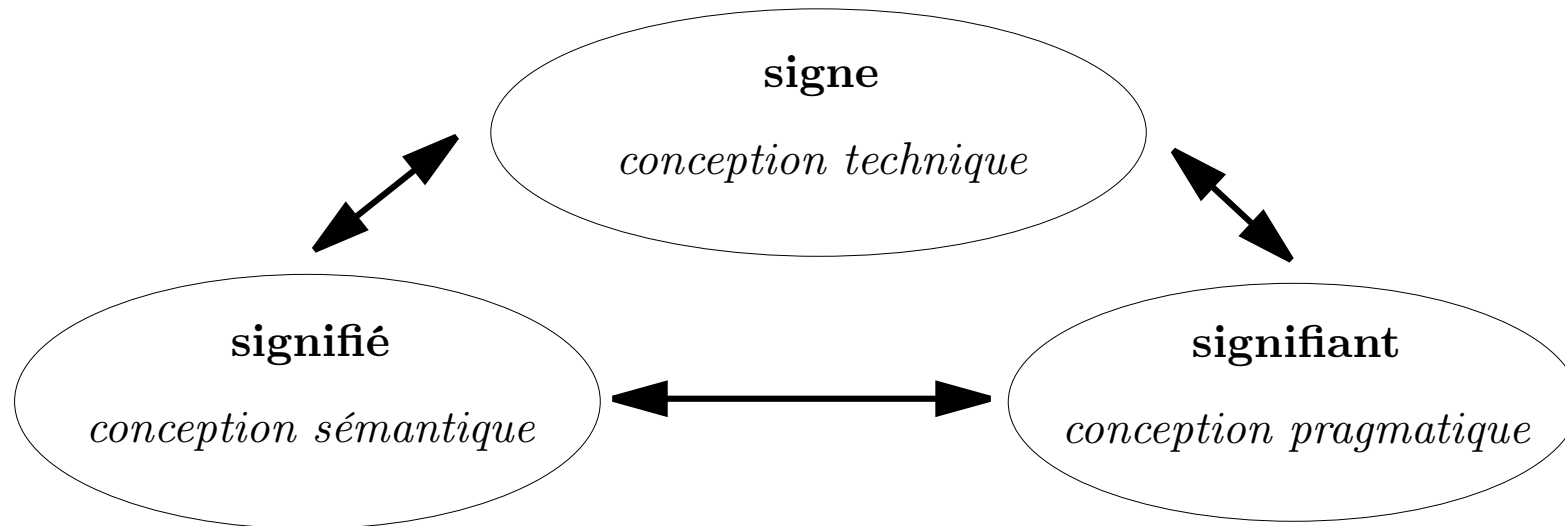 signe
conception technique
signifié
conception sémantique
signifiant
conception pragmatique